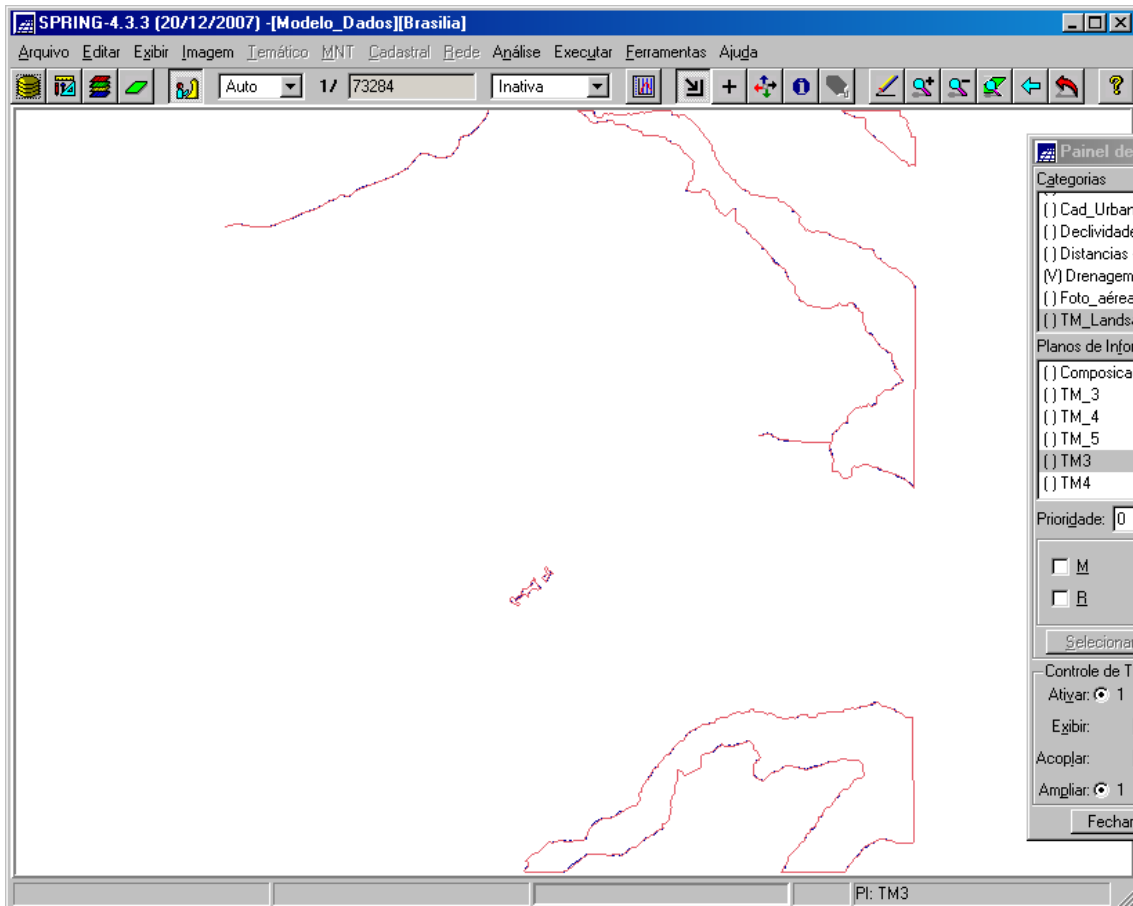 SPRING-4.3.3 (20/12/2007) -[Modelo_Dados][Brasilia]
Arquivo Editar Exibir Imagem Temático MNT Cadastral Rede Análise Executar Ferramentas Ajuda
Auto 1/ 73284 Inativa
Painel de
Categorias
( ) Cad_Urban
( ) Declividade
( ) Distancias
(V) Drenagem
( ) Foto_aérea
( ) TM_Lands
Planos de Infor
( ) Composica
( ) TM_3
( ) TM_4
( ) TM_5
( ) TM3
( ) TM4
Prioridade: 0
M
R
Selecionar
Controle de T
Ativar: 1
Exibir:
Acoplar:
Ampliar: 1
Fechar
PI: TM3